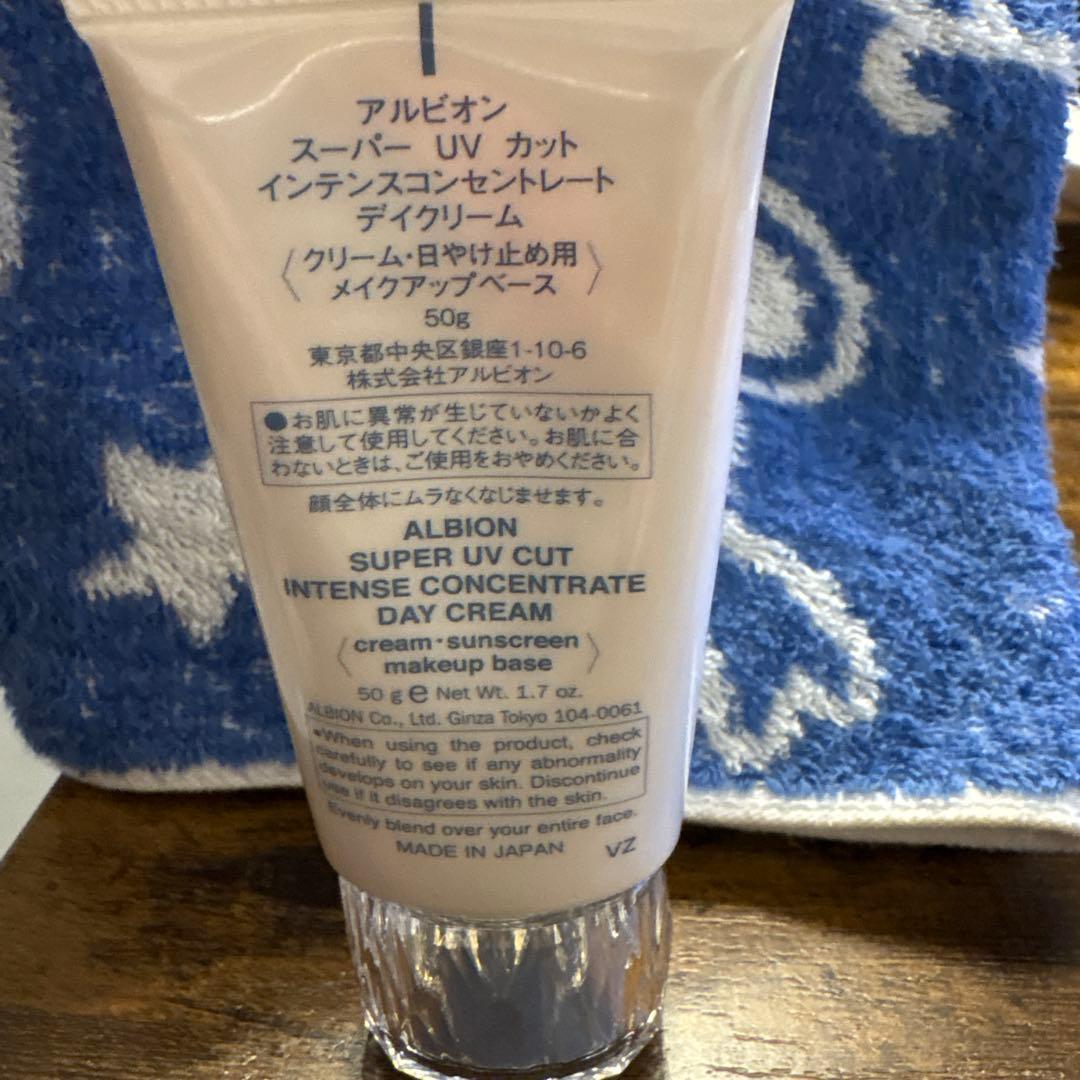 アルビオン
スーパー UV カット
インテンスコンセントレート
デイクリーム
〈クリーム・日やけ止め用
メイクアップベース〉
50g
東京都中央区銀座1-10-6
株式会社アルビオン
●お肌に異常が生じていないかよく
注意して使用してください。お肌に合
わないときは、ご使用をおやめください。
顔全体にムラなくなじませます。
ALBION
SUPER UV CUT
INTENSE CONCENTRATE
DAY CREAM
〈cream・sunscreen
makeup base〉
50 g ℮ Net Wt. 1.7 oz.
ALBION Co., Ltd. Ginza Tokyo 104-0061
●When using the product, check
carefully to see if any abnormality
develops on your skin. Discontinue
use if it disagrees with the skin.
Evenly blend over your entire face.
MADE IN JAPAN VZ